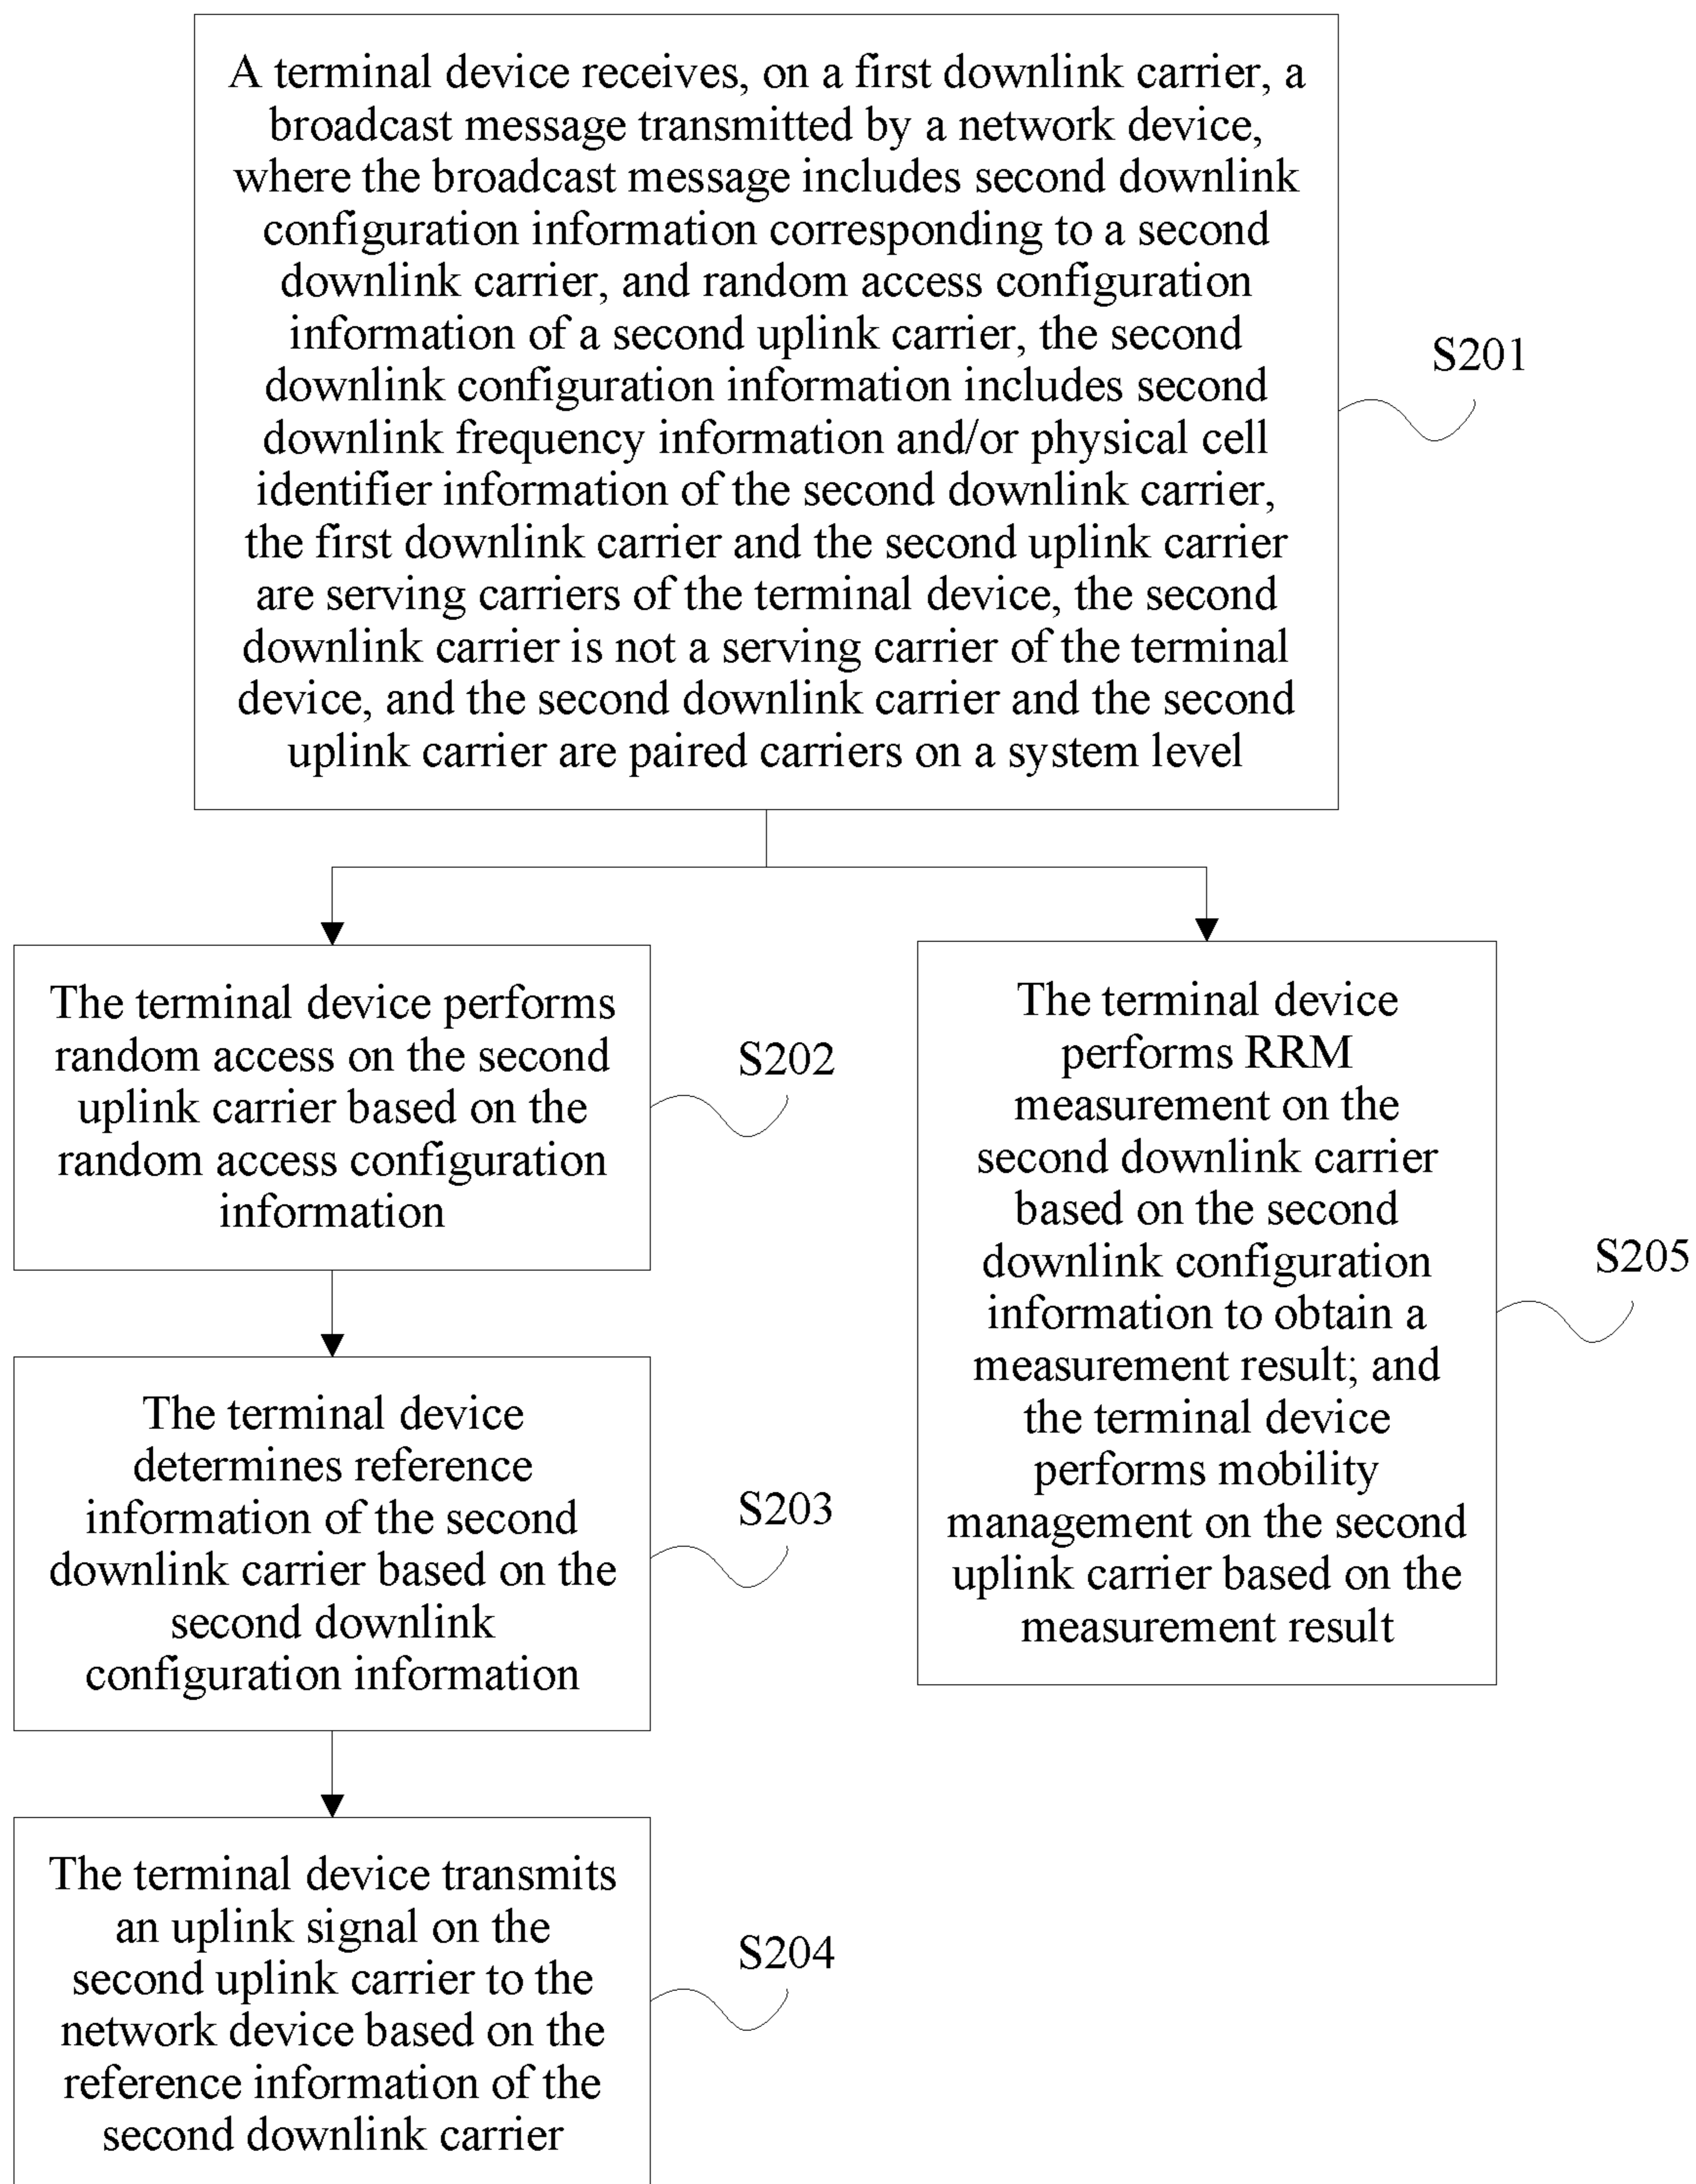 A terminal device receives, on a first downlink carrier, a
broadcast message transmitted by a network device,
where the broadcast message includes second downlink
configuration information corresponding to a second
downlink carrier, and random access configuration
information of a second uplink carrier, the second
downlink configuration information includes second
downlink frequency information and/or physical cell
identifier information of the second downlink carrier,
the first downlink carrier and the second uplink carrier
are serving carriers of the terminal device, the second
downlink carrier is not a serving carrier of the terminal
device, and the second downlink carrier and the second
uplink carrier are paired carriers on a system level
S201
The terminal device performs
random access on the second
uplink carrier based on the
random access configuration
information
S202
The terminal device
determines reference
information of the second
downlink carrier based on the
second downlink
configuration information
S203
The terminal device transmits
an uplink signal on the
second uplink carrier to the
network device based on the
reference information of the
second downlink carrier
S204
The terminal device
performs RRM
measurement on the
second downlink carrier
based on the second
downlink configuration
information to obtain a
measurement result; and
the terminal device
performs mobility
management on the second
uplink carrier based on the
measurement result
S205